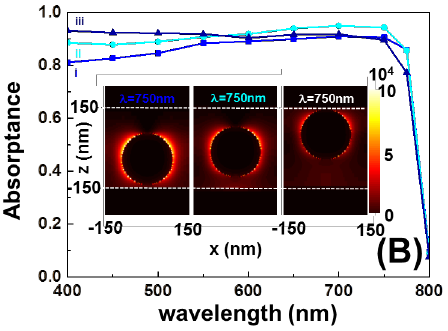 1.0
iii
ii
i
0.8
0.6
0.4
0.2
0.0
Absorptance
λ=750nm
λ=750nm
λ=750nm
10⁴
10
5
0
150
-150
z (nm)
-150
150
-150
150
x (nm)
(B)
400
500
600
700
800
wavelength (nm)